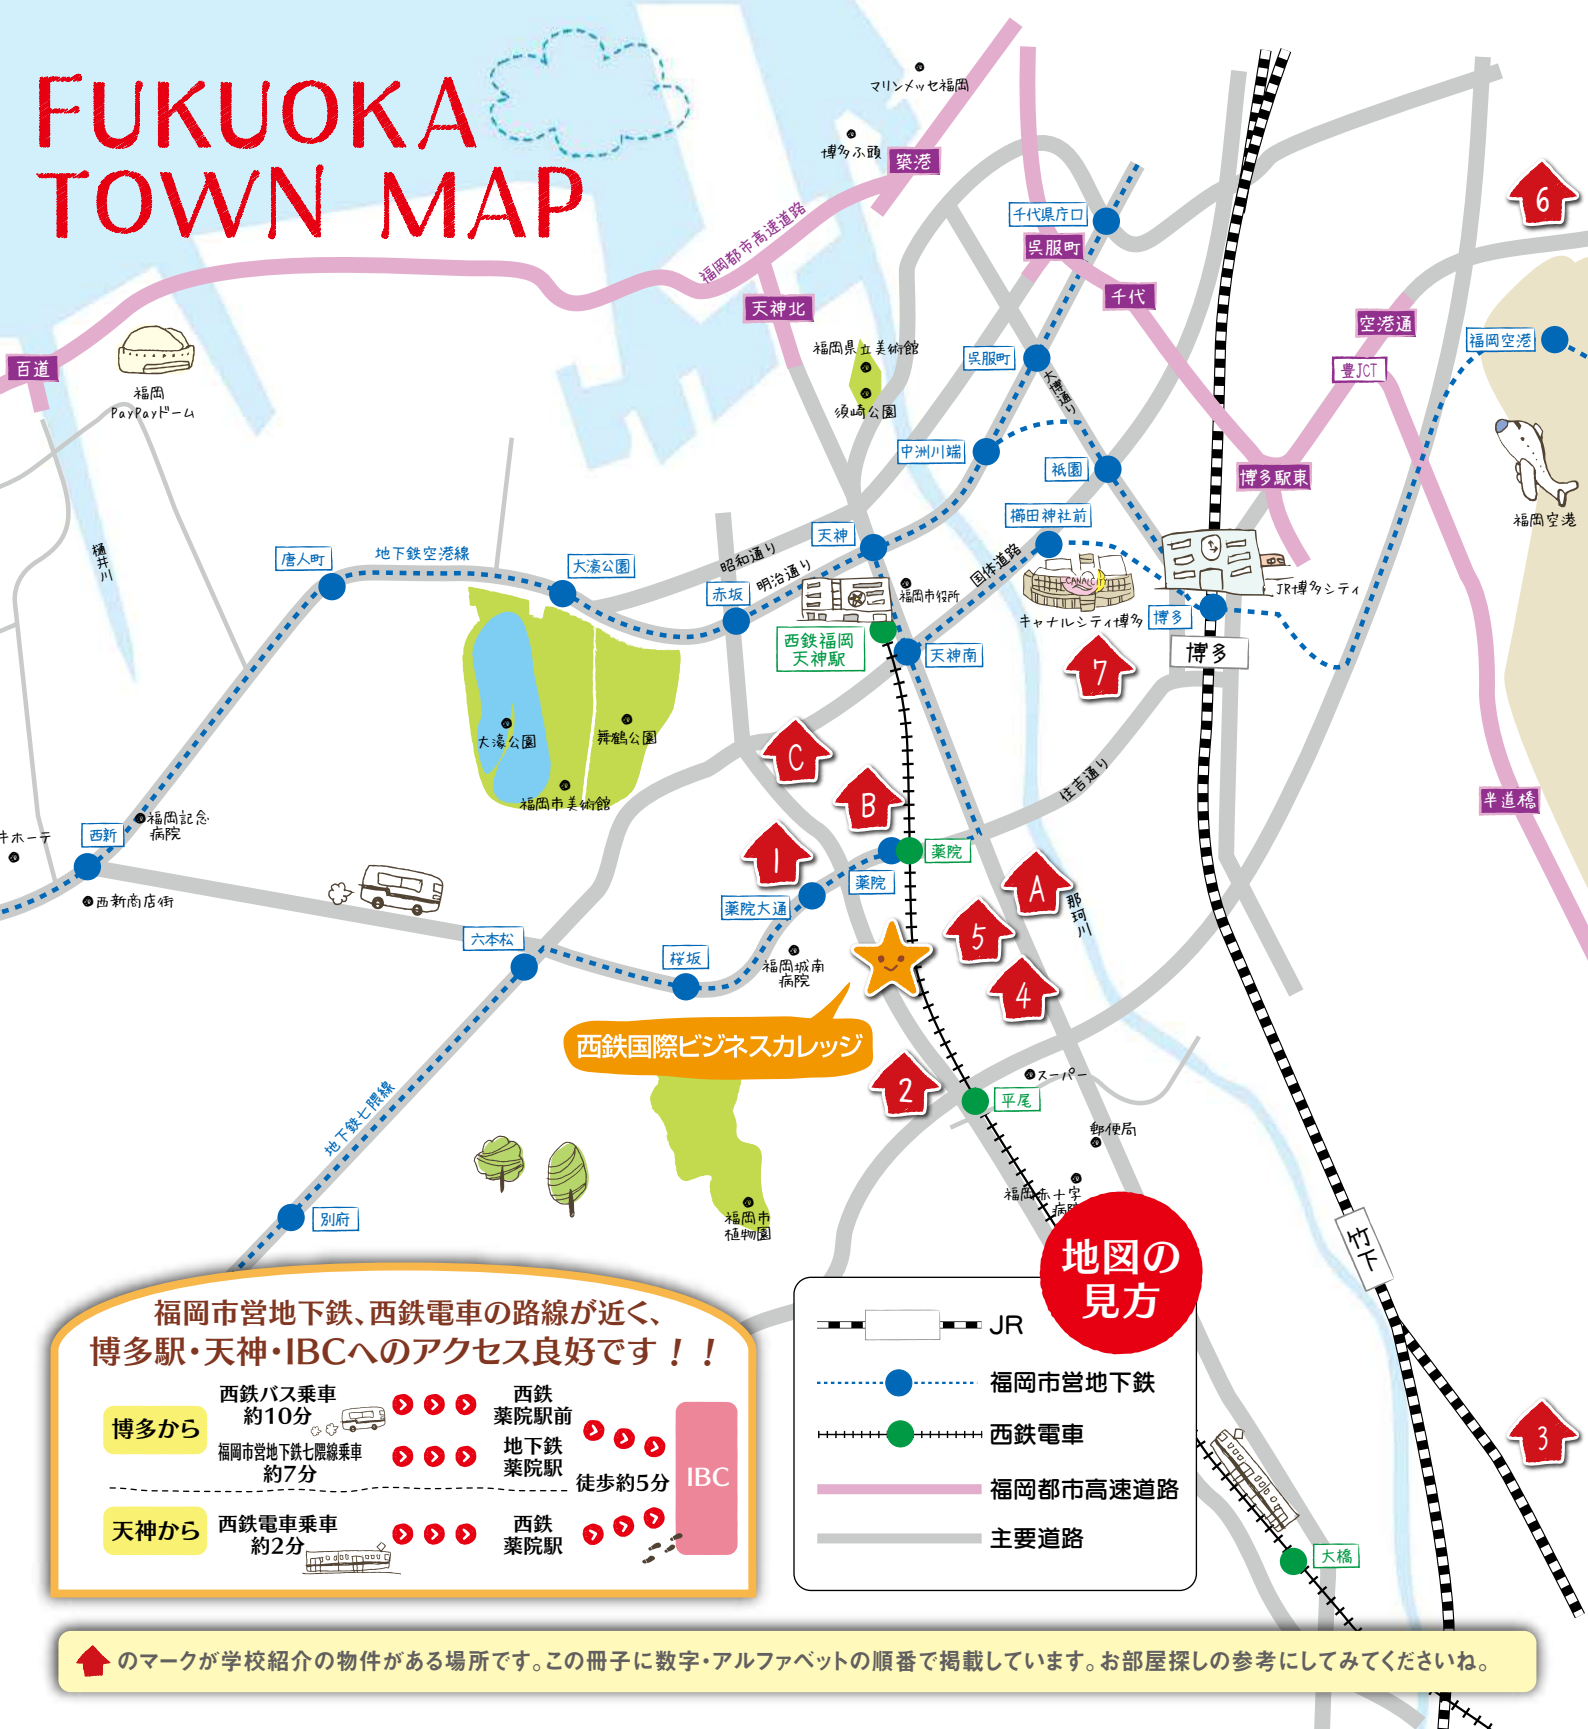 FUKUOKA
TOWN MAP
マリンメッセ福岡
博多ふ頭
築港
福岡都市高速道路
千代県庁口
呉服町
千代
天神北
空港通
福岡空港
豊JCT
百道
福岡
PayPayドーム
福岡県立美術館
須崎公園
呉服町
大博通り
中洲川端
祇園
博多駅東
福岡空港
櫛田神社前
樋井川
唐人町
地下鉄空港線
大濠公園
昭和通り
明治通り
天神
国体道路
赤坂
福岡市役所
CANALCITY
キャナルシティ博多
JR博多シティ
博多
博多
西鉄福岡
天神駅
天神南
7
6
大濠公園
舞鶴公園
福岡市美術館
C
B
住吉通り
半道橋
福岡記念
病院
キホーテ
西新
西新商店街
1
薬院
薬院
薬院大通
A
那珂川
5
4
六本松
桜坂
福岡城南
病院
西鉄国際ビジネスカレッジ
2
スーパー
平尾
郵便局
地下鉄七隈線
福岡赤十字
病院
別府
福岡市
植物園
竹下
地図の
見方
JR
福岡市営地下鉄
西鉄電車
福岡都市高速道路
主要道路
3
大橋
福岡市営地下鉄、西鉄電車の路線が近く、
博多駅・天神・IBCへのアクセス良好です！！
博多から
西鉄バス乗車
約10分
西鉄
薬院駅前
福岡市営地下鉄七隈線乗車
約7分
地下鉄
薬院駅
徒歩約5分
IBC
天神から
西鉄電車乗車
約2分
西鉄
薬院駅
のマークが学校紹介の物件がある場所です。この冊子に数字・アルファベットの順番で掲載しています。お部屋探しの参考にしてみてくださいね。